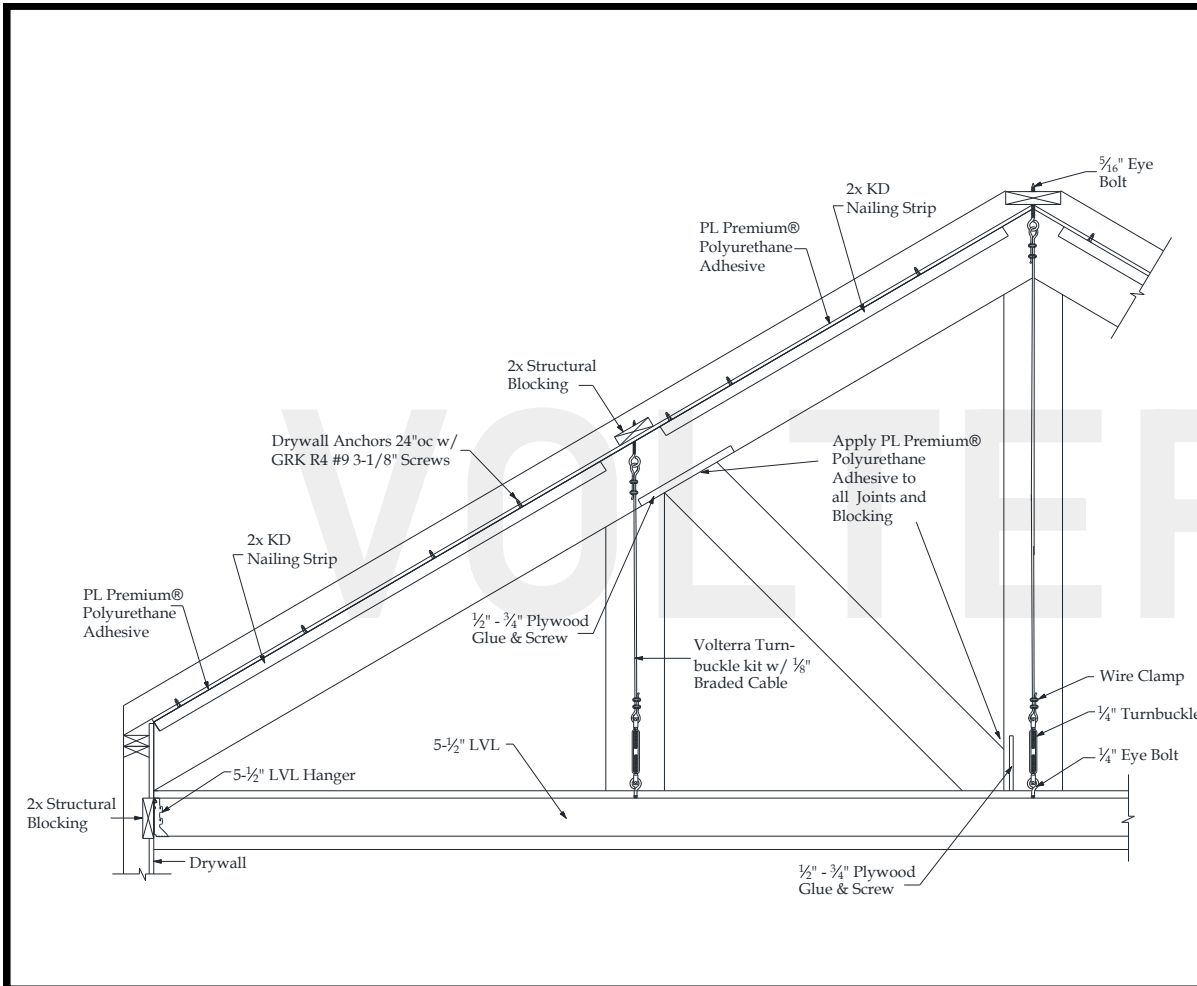 5/16" Eye
Bolt
2x KD
Nailing Strip
PL Premium®
Polyurethane
Adhesive
2x Structural
Blocking
Drywall Anchors 24"oc w/
GRK R4 #9 3-1/8" Screws
Apply PL Premium®
Polyurethane
Adhesive to
all Joints and
Blocking
2x KD
Nailing Strip
PL Premium®
Polyurethane
Adhesive
½" - ¾" Plywood
Glue & Screw
Volterra Turn-
buckle kit w/ ⅛"
Braded Cable
Wire Clamp
¼" Turnbuckle
¼" Eye Bolt
5-½" LVL
5-½" LVL Hanger
2x Structural
Blocking
Drywall
½" - ¾" Plywood
Glue & Screw
VOLTER